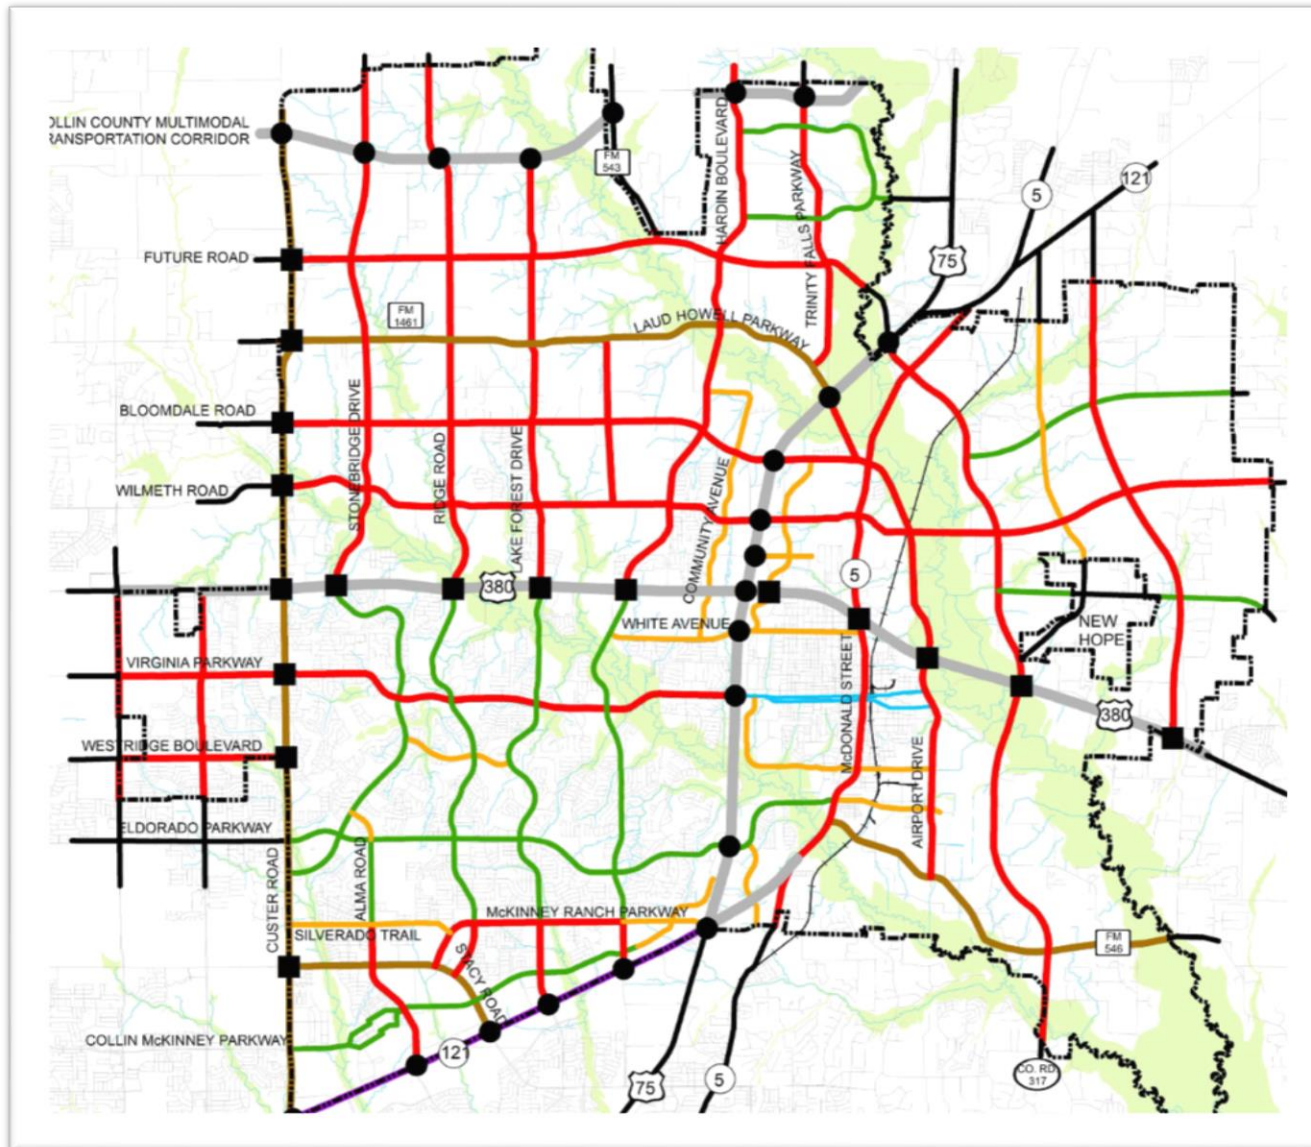 OLLIN COUNTY MULTIMODAL
RANSPORTATION CORRIDOR
FM
543
HARDIN BOULEVARD
TRINITY FALLS PARKWAY
5
121
75
FUTURE ROAD
FM
1461
LAUD HOWELL PARKWAY
BLOOMDALE ROAD
WILMETH ROAD
STONEBRIDGE DRIVE
RIDGE ROAD
LAKE FOREST DRIVE
COMMUNITY AVENUE
380
5
WHITE AVENUE
NEW
HOPE
VIRGINIA PARKWAY
McDONALD STREET
380
WESTRIDGE BOULEVARD
AIRPORT DRIVE
ELDORADO PARKWAY
CUSTER ROAD
ALMA ROAD
McKINNEY RANCH PARKWAY
SILVERADO TRAIL
STACY ROAD
FM
546
COLLIN McKINNEY PARKWAY
121
75
5
CO. RD.
317